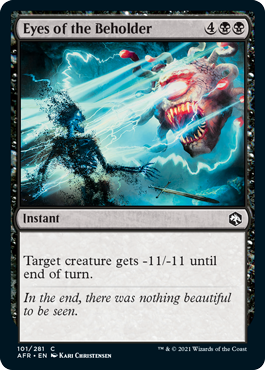 Eyes of the Beholder 4
Instant
Target creature gets -11/-11 until
end of turn.
In the end, there was nothing beautiful
to be seen.
101/281 C
AFR • EN KARI CHRISTENSEN
™ & © 2021 Wizards of the Coast